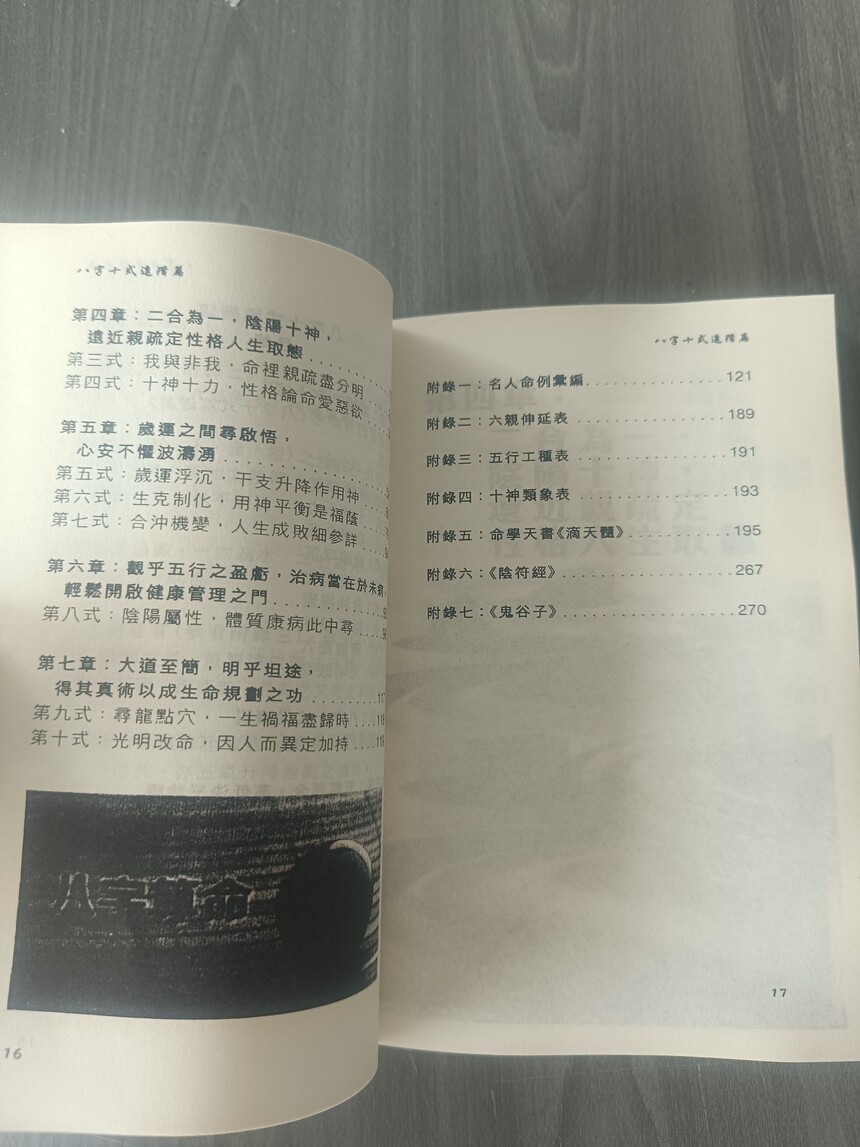 八字十式進階篇
第四章：二合為一，陰陽十神，
遠近親疏定性格人生取態
第三式：我與非我，命裡親疏盡分明
第四式：十神十力，性格論命愛惡欲
第五章：歲運之間尋啟悟，
心安不懼波濤湧
第五式：歲運浮沉，干支升降作用神
第六式：生克制化，用神平衡是福蔭
第七式：合沖機變，人生成敗細參詳
第六章：觀乎五行之盈虧，治病當在於未病，
輕鬆開啟健康管理之門
第八式：陰陽屬性，體質康病此中尋
第七章：大道至簡，明乎坦途，
得其真術以成生命規劃之功 117
第九式：尋龍點穴，一生禍福盡歸時 118
第十式：光明改命，因人而異定加持
八字算命
16
八字十式進階篇
附錄一：名人命例彙編 121
附錄二：六親伸延表 189
附錄三：五行工種表 191
附錄四：十神類象表 193
附錄五：命學天書《滴天髓》 195
附錄六：《陰符經》 267
附錄七：《鬼谷子》 270
17